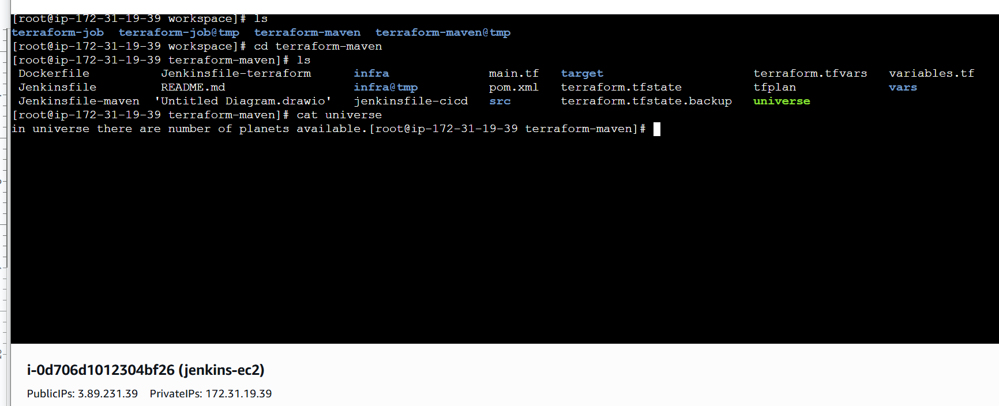 [root@ip-172-31-19-39 workspace]# ls
terraform-job  terraform-job@tmp  terraform-maven  terraform-maven@tmp
[root@ip-172-31-19-39 workspace]# cd terraform-maven
[root@ip-172-31-19-39 terraform-maven]# ls
Dockerfile          Jenkinsfile-terraform      infra              main.tf   target                     terraform.tfvars   variables.tf
Jenkinsfile         README.md                  infra@tmp          pom.xml   terraform.tfstate          tfplan             vars
Jenkinsfile-maven  'Untitled Diagram.drawio'   jenkinsfile-cicd   src       terraform.tfstate.backup   universe
[root@ip-172-31-19-39 terraform-maven]# cat universe
in universe there are number of planets available.[root@ip-172-31-19-39 terraform-maven]#
i-0d706d1012304bf26 (jenkins-ec2)
PublicIPs: 3.89.231.39    PrivateIPs: 172.31.19.39